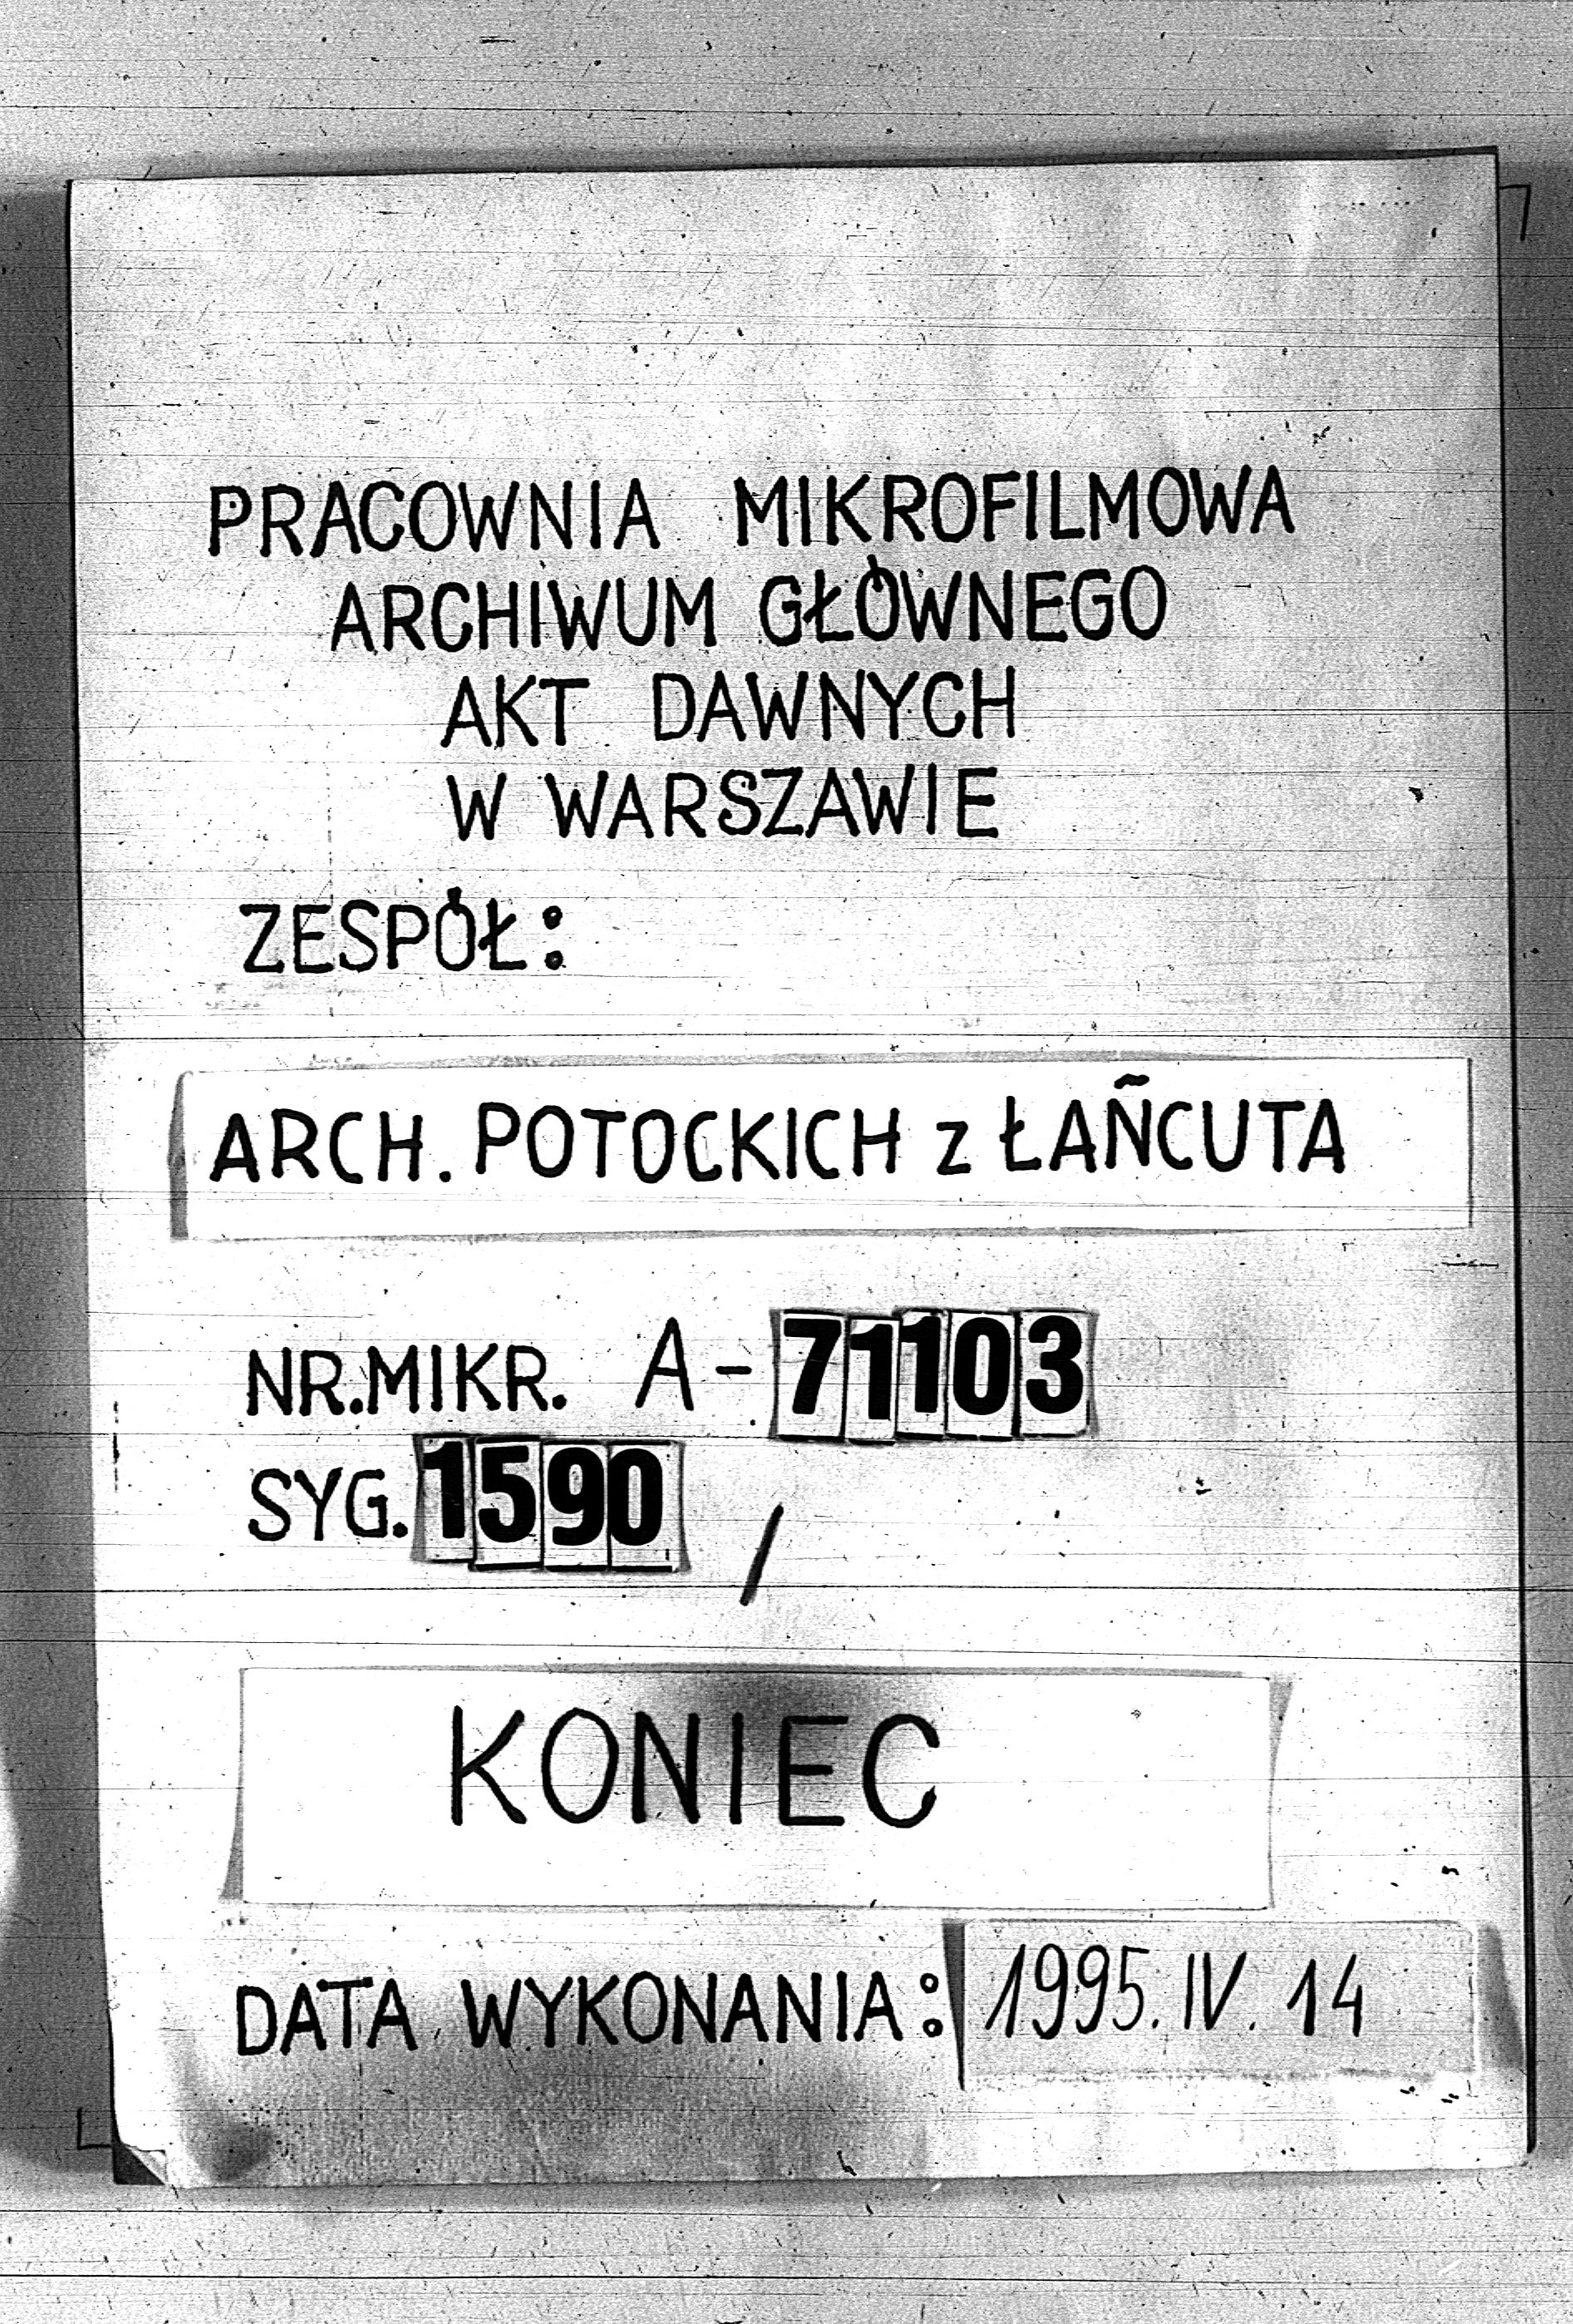 PRACOWNIA MIKROFILMOWA
ARCHIWUM GŁÓWNEGO
AKT DAWNYCH
W WARSZAWIE
ZESPÓŁ:
ARCH. POTOCKICH z ŁAÑCUTA
NR.MIKR. A-71103
SYG. 1590 /
KONIEC
DATA WYKONANIA: 1995.IV.14